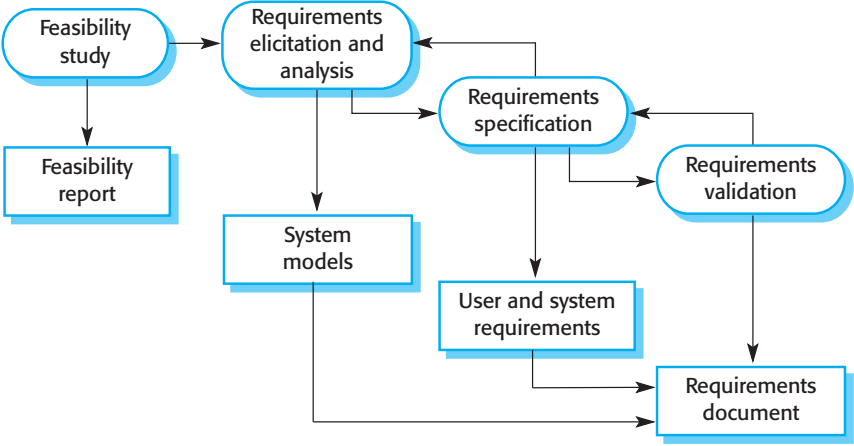 Feasibility
study
Requirements
elicitation and
analysis
Requirements
specification
Requirements
validation
Feasibility
report
System
models
User and system
requirements
Requirements
document